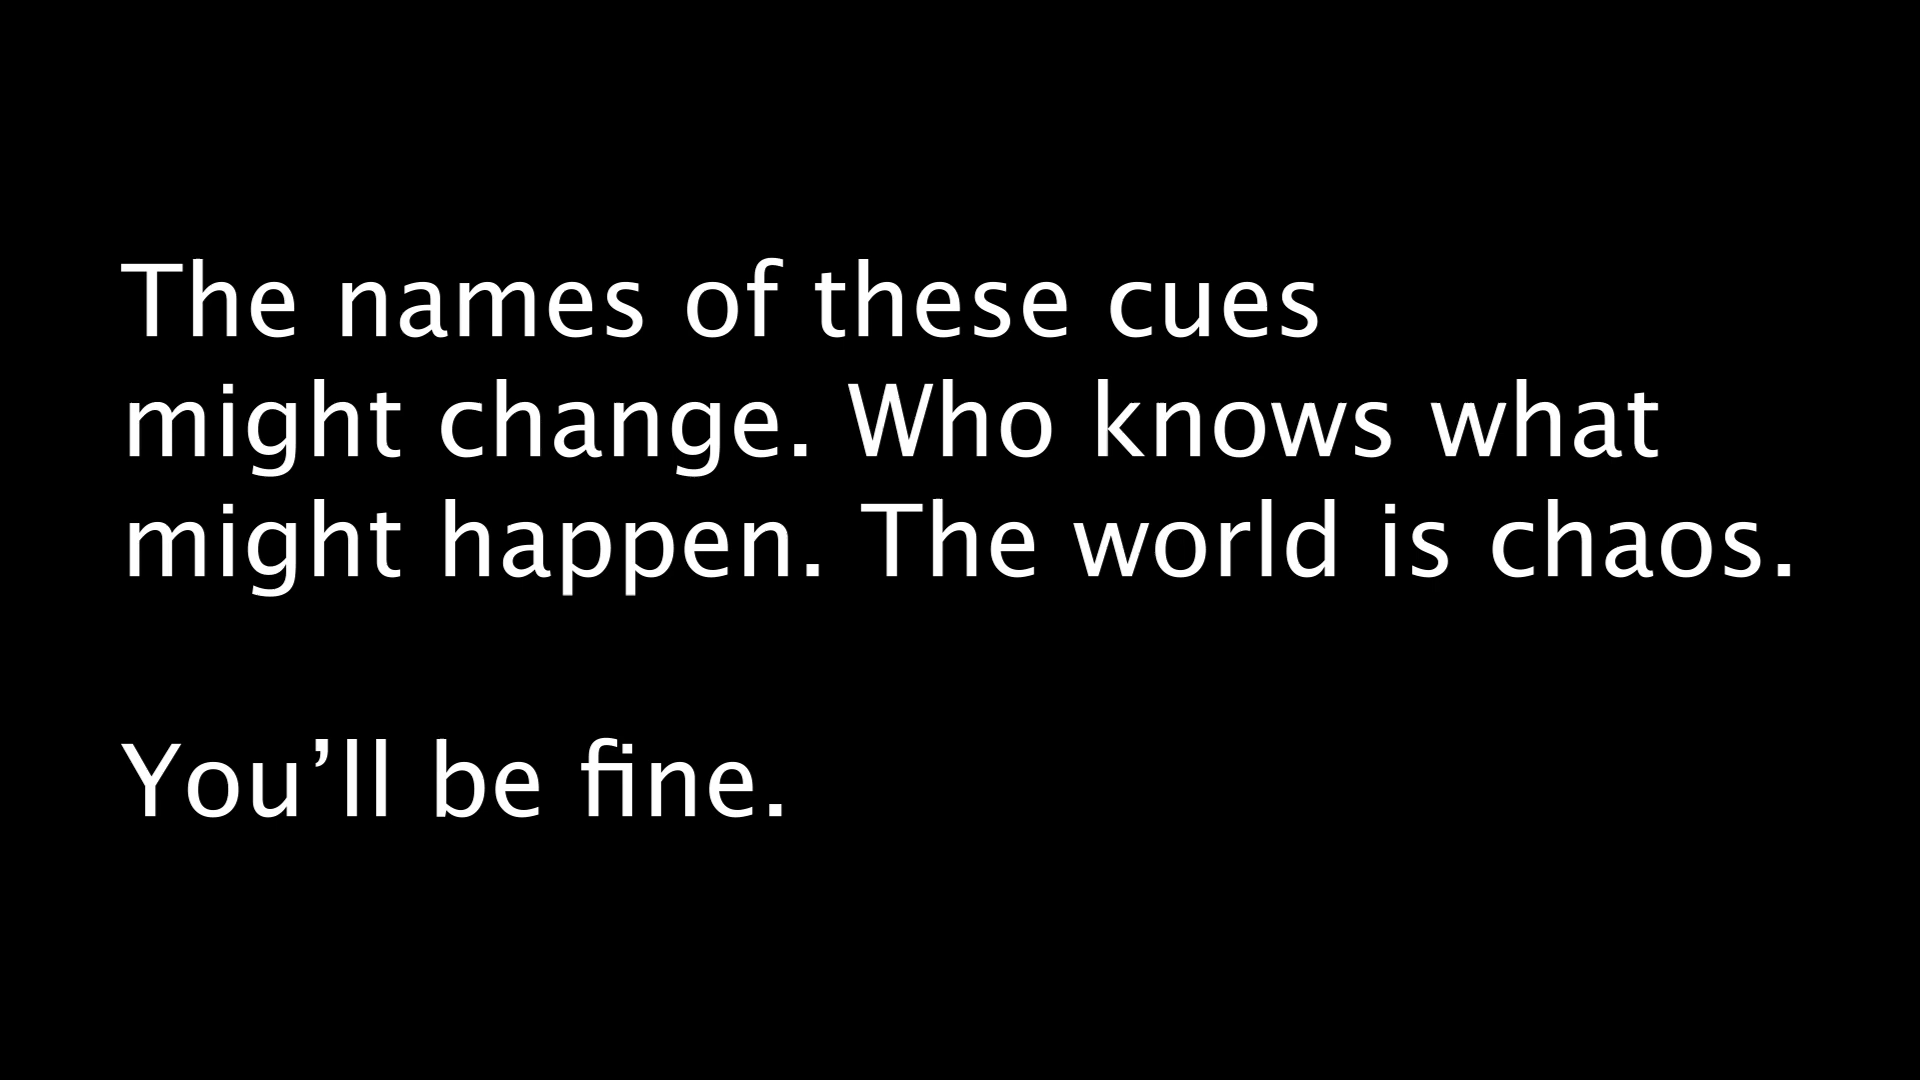 The names of these cues
might change. Who knows what
might happen. The world is chaos.
You’ll be fine.